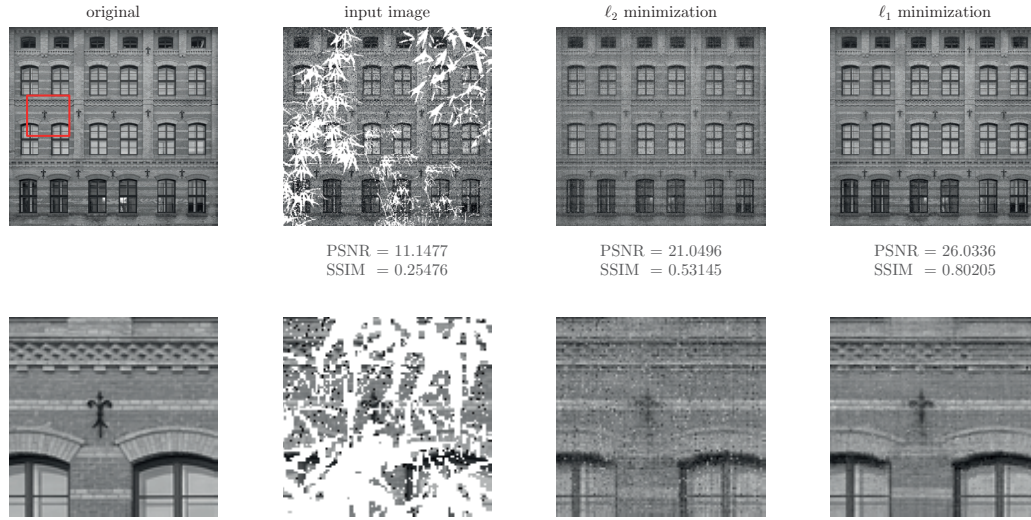 original
input image
ℓ₂ minimization
ℓ₁ minimization
PSNR = 11.1477
SSIM = 0.25476
PSNR = 21.0496
SSIM = 0.53145
PSNR = 26.0336
SSIM = 0.80205